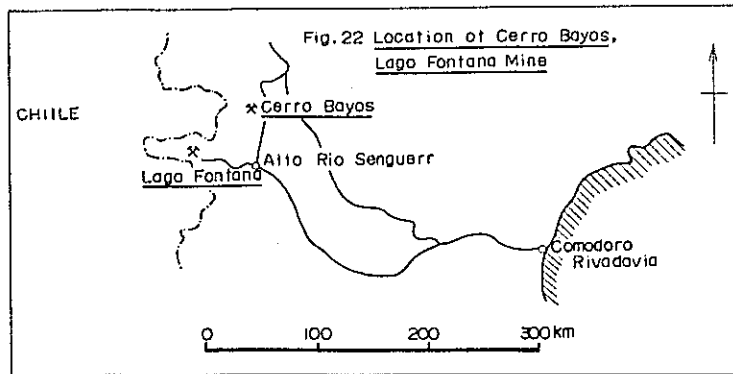 Fig. 22 Location of Cerro Bayos,
Lago Fontana Mine
CHIILE
Cerro Bayos
Alto Rio Senguerr
Lago Fontana
Comodoro
Rivadavia
0 100 200 300 km